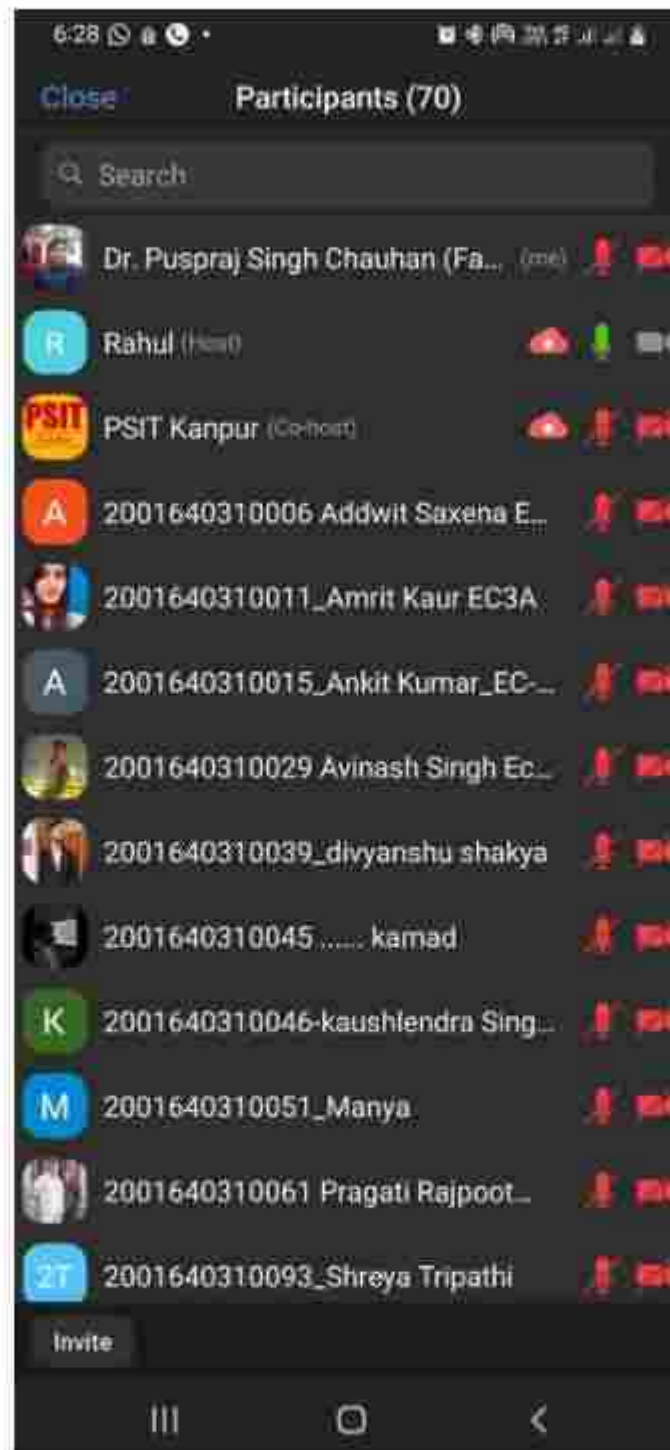 6:28
Close Participants (70)
Search
Dr. Puspraj Singh Chauhan (Fa... (me)
R Rahul (Host)
PSIT PSIT Kanpur (Co-host)
A 2001640310006 Addwit Saxena E...
2001640310011_Amrit Kaur EC3A
A 2001640310015_Ankit Kumar_EC-...
2001640310029 Avinash Singh Ec...
2001640310039_divyanshu shakya
2001640310045 ...... kamad
K 2001640310046-kaushlendra Sing...
M 2001640310051_Manya
2001640310061 Pragati Rajpoot...
2T 2001640310093_Shreya Tripathi
Invite